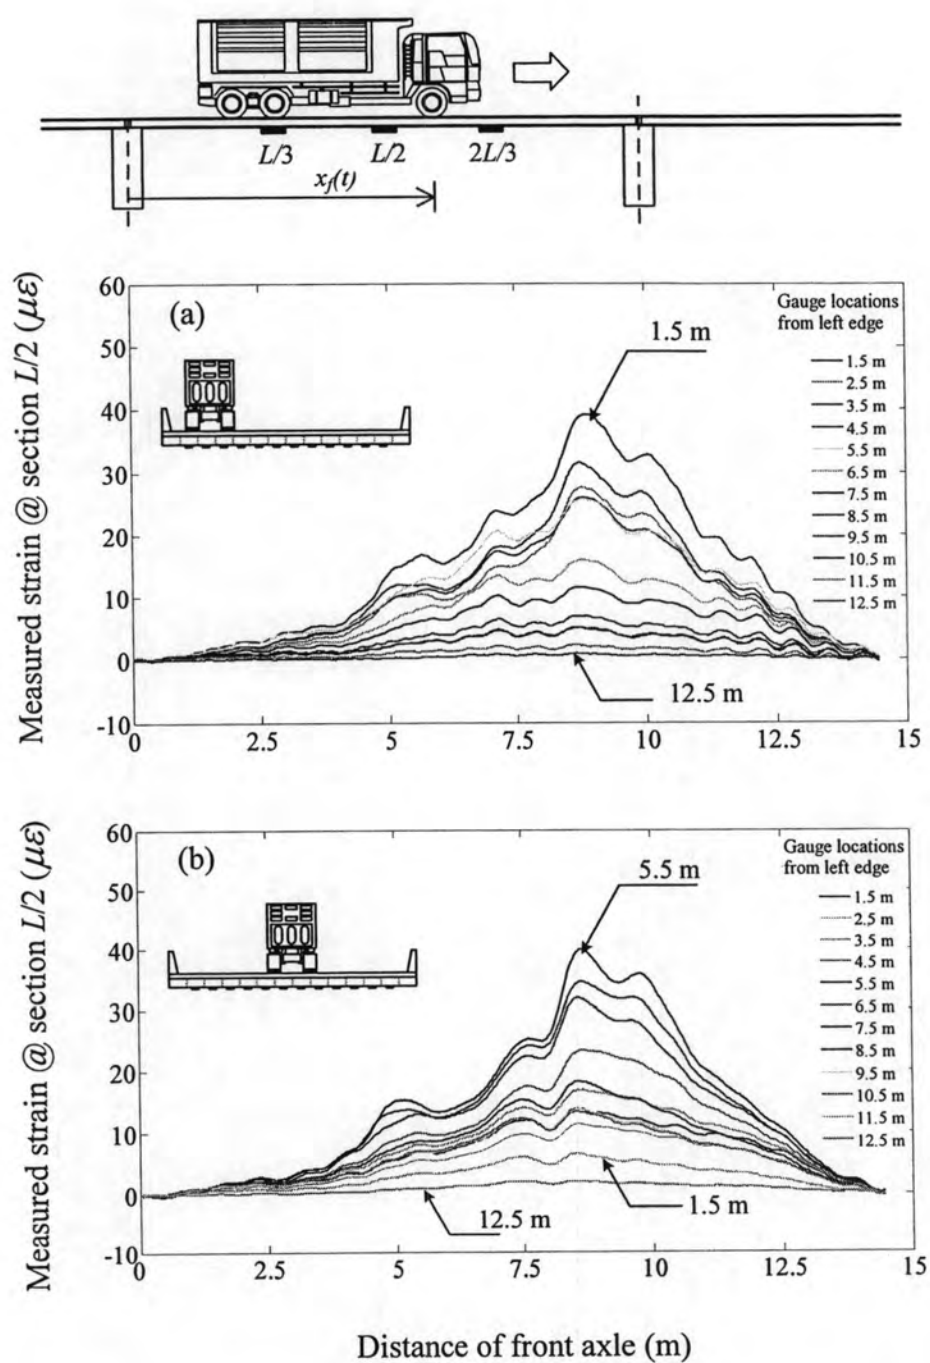 L/3
L/2
2L/3
x_f(t)
Measured strain @ section L/2 (με)
60
50
40
30
20
10
0
-10
(a)
1.5 m
12.5 m
Gauge locations
from left edge
1.5 m
2.5 m
3.5 m
4.5 m
5.5 m
6.5 m
7.5 m
8.5 m
9.5 m
10.5 m
11.5 m
12.5 m
0
2.5
5
7.5
10
12.5
15
Measured strain @ section L/2 (με)
60
50
40
30
20
10
0
-10
(b)
5.5 m
12.5 m
1.5 m
Gauge locations
from left edge
1.5 m
2.5 m
3.5 m
4.5 m
5.5 m
6.5 m
7.5 m
8.5 m
9.5 m
10.5 m
11.5 m
12.5 m
0
2.5
5
7.5
10
12.5
15
Distance of front axle (m)